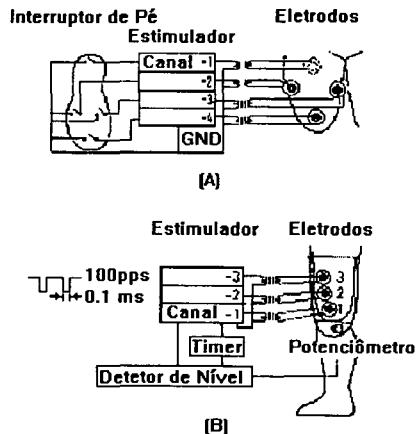 Interruptor de Pé
Eletrodos
Estimulador
Canal -1
-2
-3
-4
GND
(A)
Estimulador
Eletrodos
100pps
0.1 ms
-3
-2
Canal -1
3
2
1
Timer
Potenciômetro
Detetor de Nível
(B)